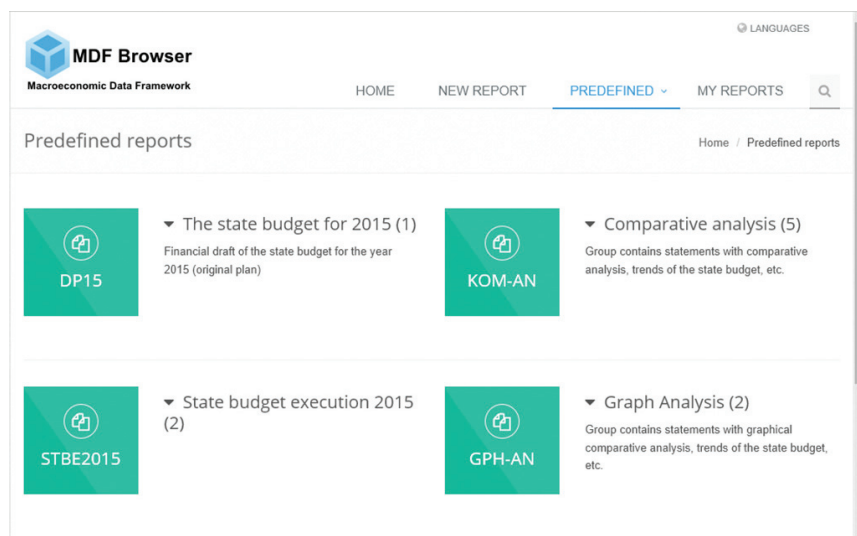 LANGUAGES
MDF Browser
Macroeconomic Data Framework
HOME NEW REPORT PREDEFINED MY REPORTS
Predefined reports
Home / Predefined reports
DP15
The state budget for 2015 (1)
Financial draft of the state budget for the year
2015 (original plan)
KOM-AN
Comparative analysis (5)
Group contains statements with comparative
analysis, trends of the state budget, etc.
STBE2015
State budget execution 2015
(2)
GPH-AN
Graph Analysis (2)
Group contains statements with graphical
comparative analysis, trends of the state budget,
etc.